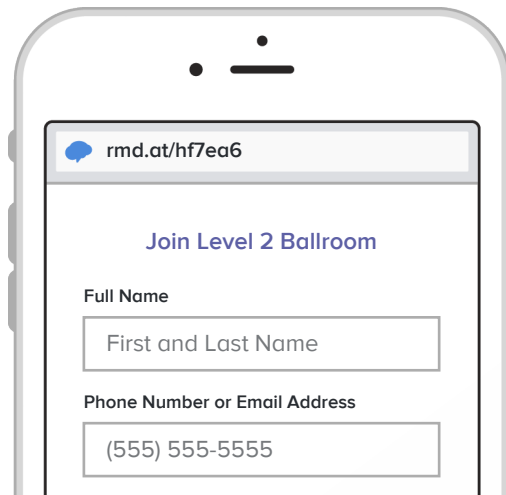 rmd.at/hf7ea6
Join Level 2 Ballroom
Full Name
First and Last Name
Phone Number or Email Address
(555) 555-5555